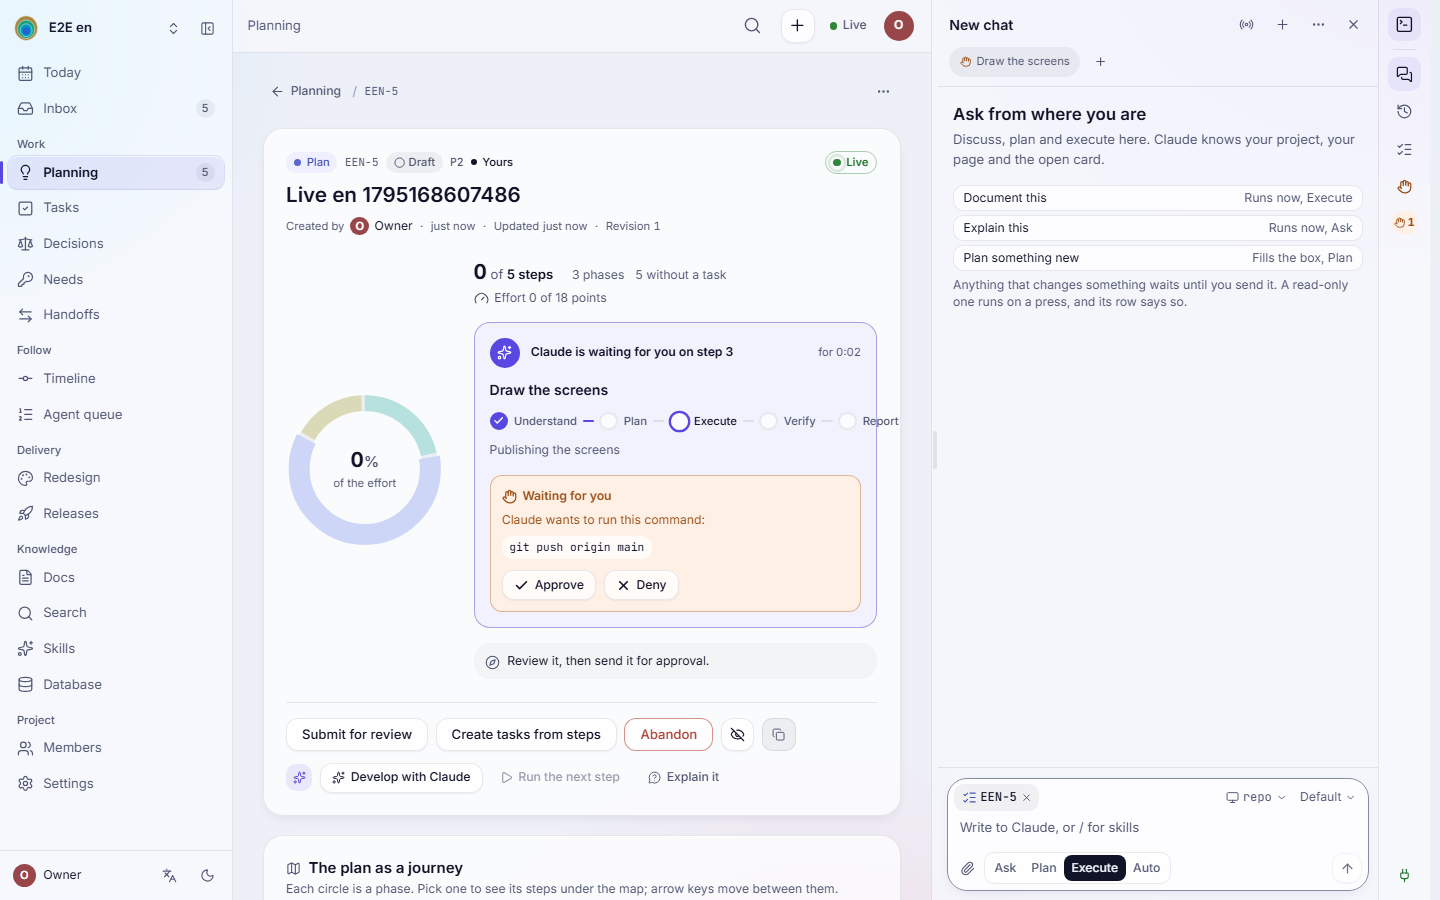 E2E en
Today
Inbox 5
Work
Planning 5
Tasks
Decisions
Needs
Handoffs
Follow
Timeline
Agent queue
Delivery
Redesign
Releases
Knowledge
Docs
Search
Skills
Database
Project
Members
Settings
O Owner
Planning
Live O
Planning / EEN-5
Plan EEN-5 Draft P2 Yours Live
Live en 1795168607486
Created by O Owner · just now · Updated just now · Revision 1
0 of 5 steps 3 phases 5 without a task
Effort 0 of 18 points
0%
of the effort
Claude is waiting for you on step 3 for 0:02
Draw the screens
Understand Plan Execute Verify Report
Publishing the screens
Waiting for you
Claude wants to run this command:
git push origin main
Approve Deny
Review it, then send it for approval.
Submit for review Create tasks from steps Abandon
Develop with Claude Run the next step Explain it
The plan as a journey
Each circle is a phase. Pick one to see its steps under the map; arrow keys move between them.
New chat
Draw the screens
Ask from where you are
Discuss, plan and execute here. Claude knows your project, your
page and the open card.
Document this Runs now, Execute
Explain this Runs now, Ask
Plan something new Fills the box, Plan
Anything that changes something waits until you send it. A read-only
one runs on a press, and its row says so.
EEN-5 repo Default
Write to Claude, or / for skills
Ask Plan Execute Auto
1